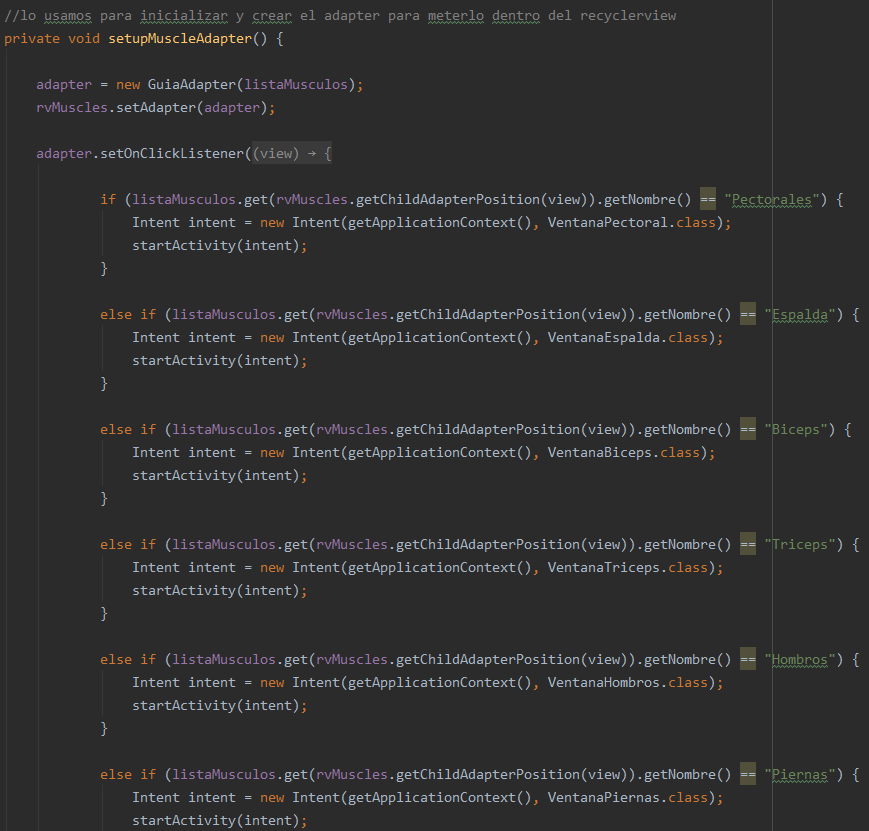 //lo usamos para inicializar y crear el adapter para meterlo dentro del recyclerview
private void setupMuscleAdapter() {
adapter = new GuiaAdapter(listaMusculos);
rvMuscles.setAdapter(adapter);
adapter.setOnClickListener((view) → {
if (listaMusculos.get(rvMuscles.getChildAdapterPosition(view)).getNombre() == "Pectorales") {
Intent intent = new Intent(getApplicationContext(), VentanaPectoral.class);
startActivity(intent);
}
else if (listaMusculos.get(rvMuscles.getChildAdapterPosition(view)).getNombre() == "Espalda") {
Intent intent = new Intent(getApplicationContext(), VentanaEspalda.class);
startActivity(intent);
}
else if (listaMusculos.get(rvMuscles.getChildAdapterPosition(view)).getNombre() == "Biceps") {
Intent intent = new Intent(getApplicationContext(), VentanaBiceps.class);
startActivity(intent);
}
else if (listaMusculos.get(rvMuscles.getChildAdapterPosition(view)).getNombre() == "Triceps") {
Intent intent = new Intent(getApplicationContext(), VentanaTriceps.class);
startActivity(intent);
}
else if (listaMusculos.get(rvMuscles.getChildAdapterPosition(view)).getNombre() == "Hombros") {
Intent intent = new Intent(getApplicationContext(), VentanaHombros.class);
startActivity(intent);
}
else if (listaMusculos.get(rvMuscles.getChildAdapterPosition(view)).getNombre() == "Piernas") {
Intent intent = new Intent(getApplicationContext(), VentanaPiernas.class);
startActivity(intent);